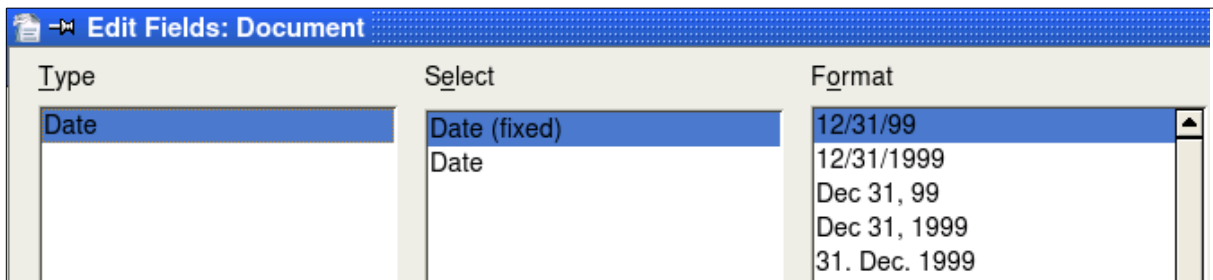 Edit Fields: Document
Type
Select
Format
Date
Date (fixed)
Date
12/31/99
12/31/1999
Dec 31, 99
Dec 31, 1999
31. Dec. 1999